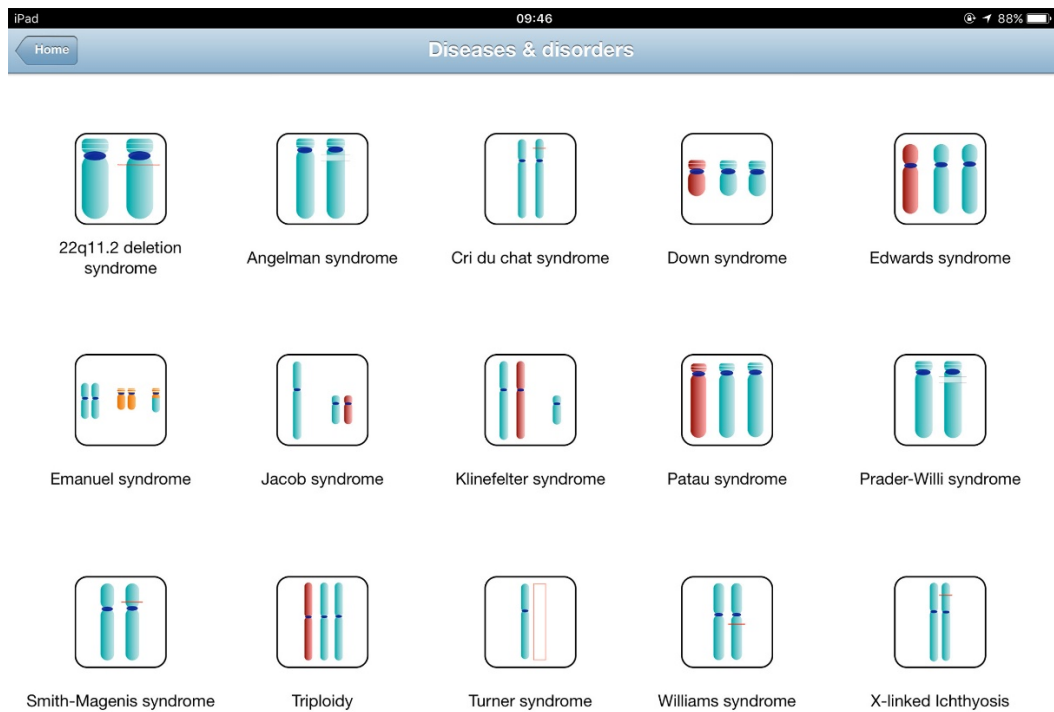 iPad 09:46 88%
Home Diseases & disorders
22q11.2 deletion
syndrome
Angelman syndrome
Cri du chat syndrome
Down syndrome
Edwards syndrome
Emanuel syndrome
Jacob syndrome
Klinefelter syndrome
Patau syndrome
Prader-Willi syndrome
Smith-Magenis syndrome
Triploidy
Turner syndrome
Williams syndrome
X-linked Ichthyosis